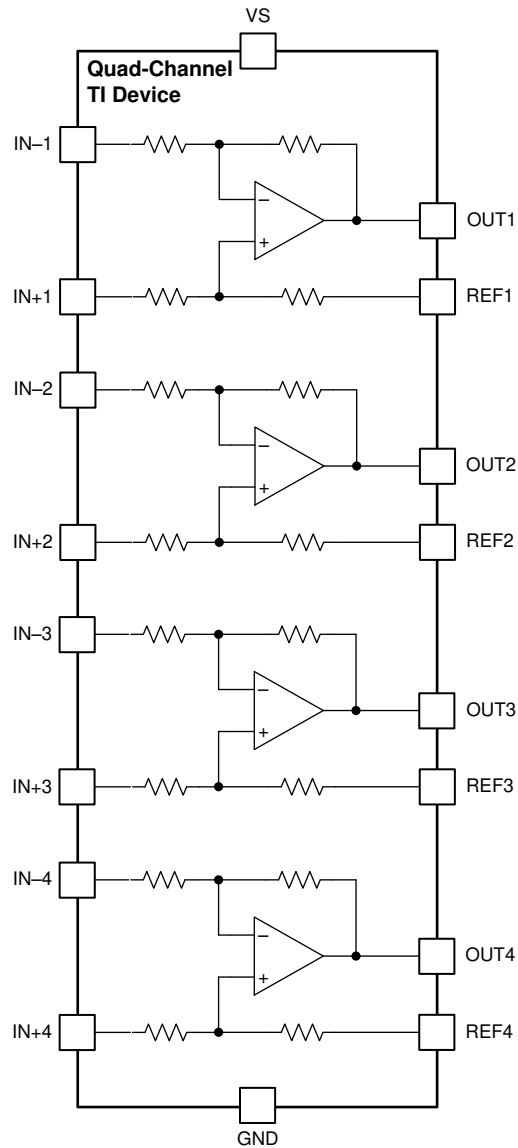 VS
Quad-Channel
TI Device
IN–1
OUT1
IN+1
REF1
IN–2
OUT2
IN+2
REF2
IN–3
OUT3
IN+3
REF3
IN–4
OUT4
IN+4
REF4
GND